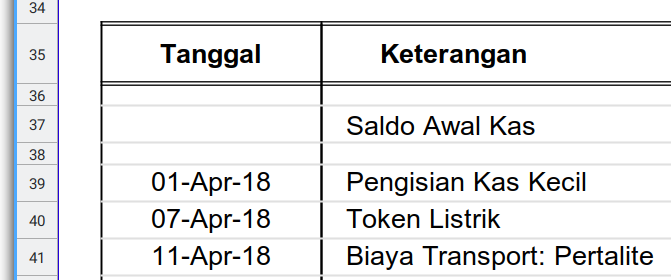 34
35 Tanggal Keterangan
36
37 Saldo Awal Kas
38
39 01-Apr-18 Pengisian Kas Kecil
40 07-Apr-18 Token Listrik
41 11-Apr-18 Biaya Transport: Pertalite